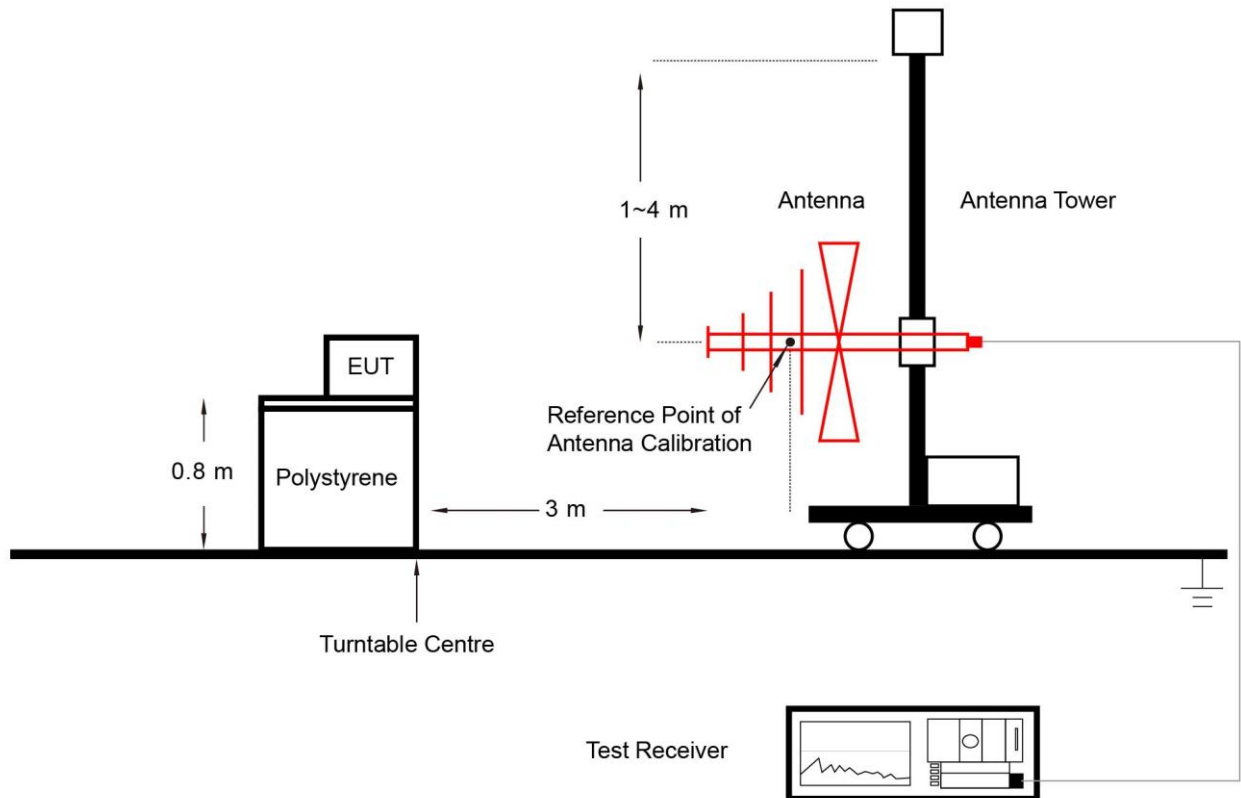 1~4 m
Antenna
Antenna Tower
EUT
Reference Point of
Antenna Calibration
0.8 m
Polystyrene
3 m
Turntable Centre
Test Receiver